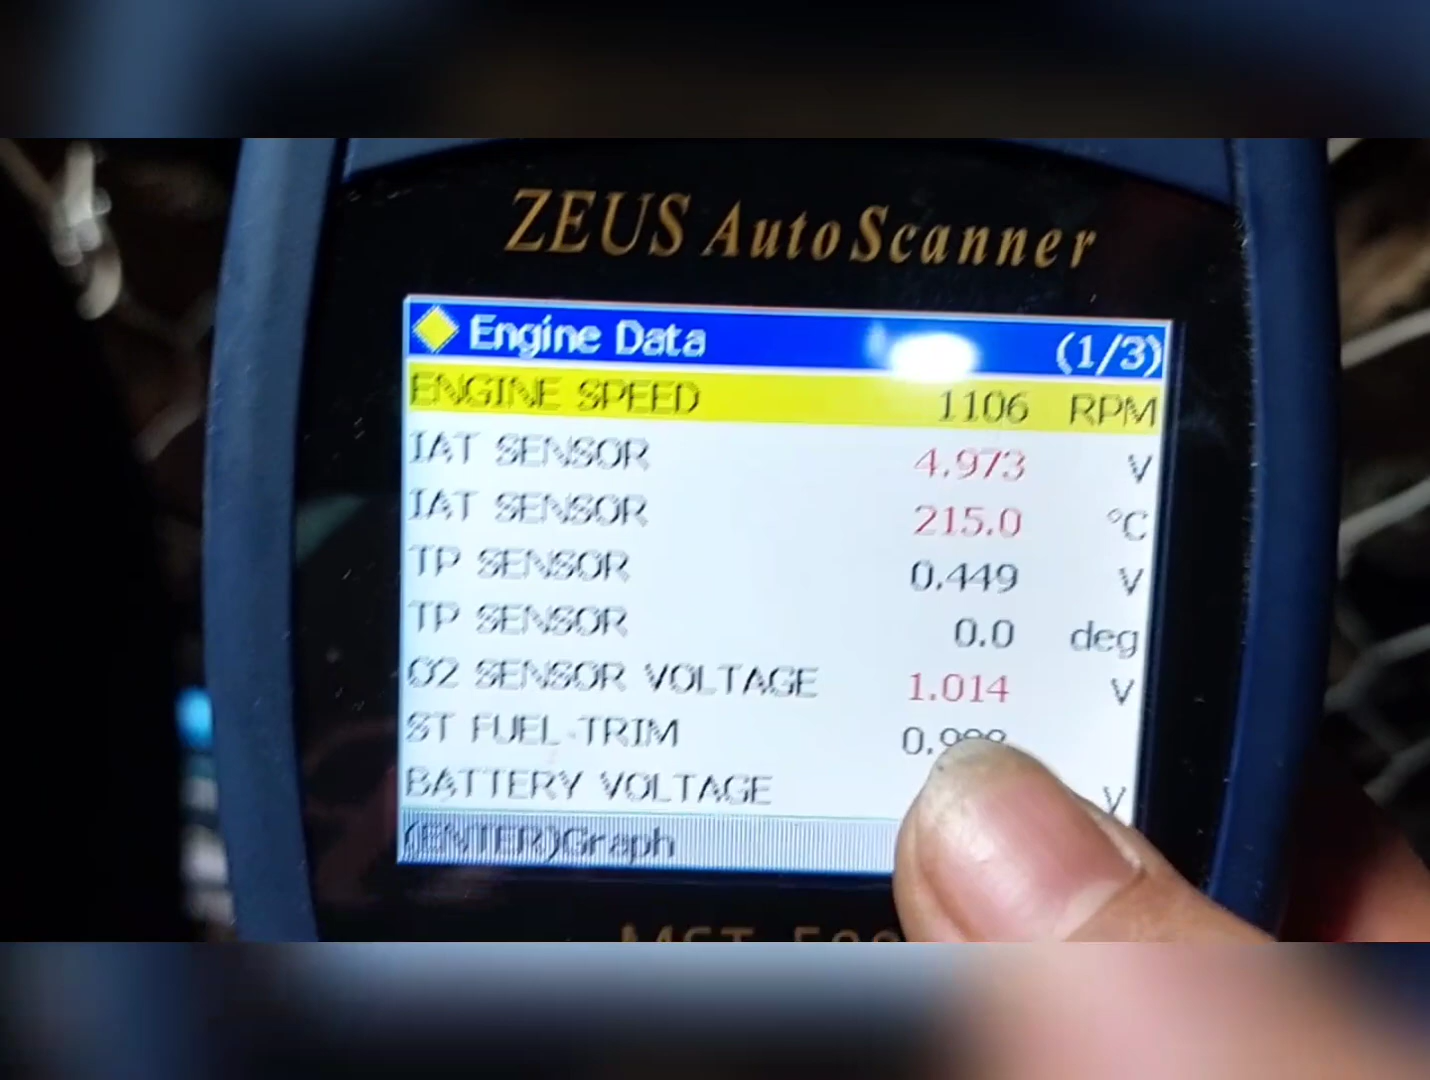 ZEUS AutoScanner
Engine Data (1/3)
ENGINE SPEED 1106 RPM
IAT SENSOR 4.973 V
IAT SENSOR 215.0 °C
TP SENSOR 0.449 V
TP SENSOR 0.0 deg
O2 SENSOR VOLTAGE 1.014 V
ST FUEL-TRIM
BATTERY VOLTAGE V
(ENTER)Graph